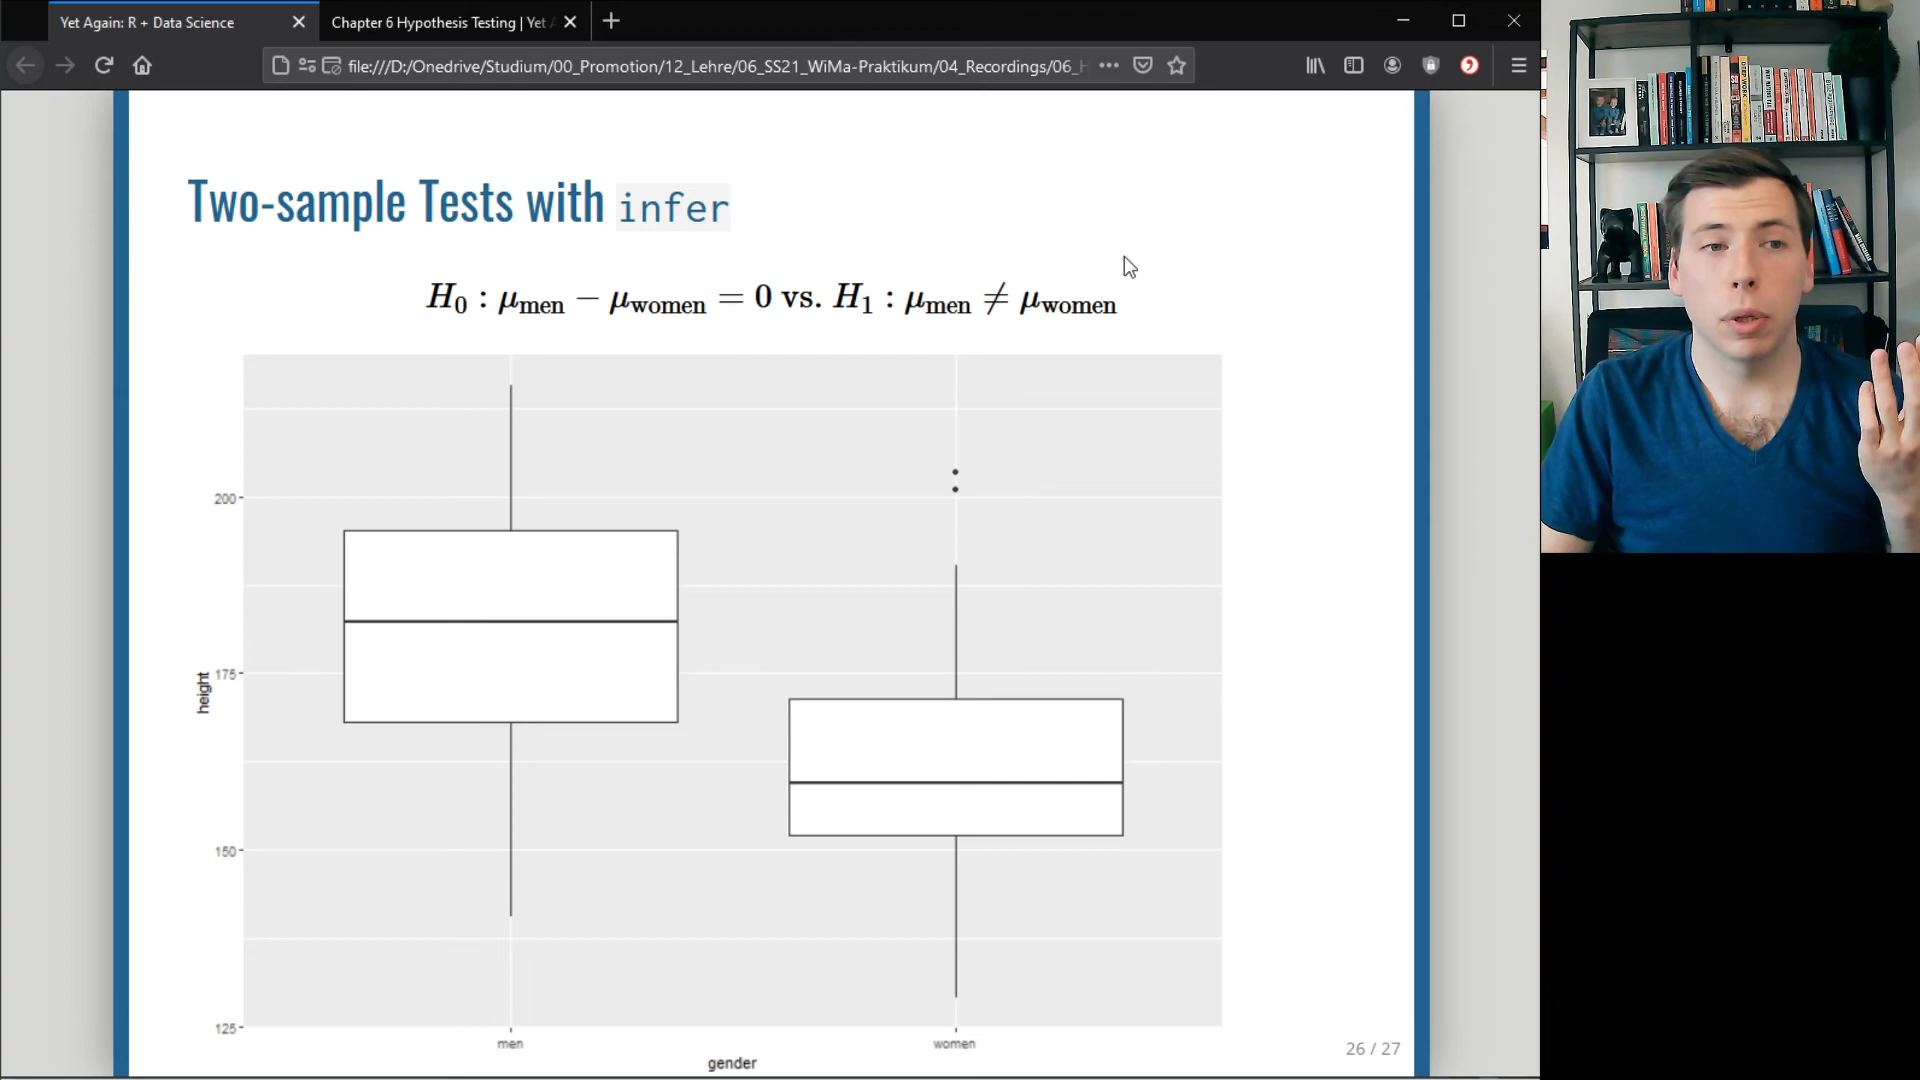 Yet Again: R + Data Science
Chapter 6 Hypothesis Testing | Yet
file:///D:/Onedrive/Studium/00_Promotion/12_Lehre/06_SS21_WiMa-Praktikum/04_Recordings/06_H
Two-sample Tests with infer
H₀ : μmen − μwomen = 0 vs. H₁ : μmen ≠ μwomen
200
175
150
125
height
men women
gender
26 / 27